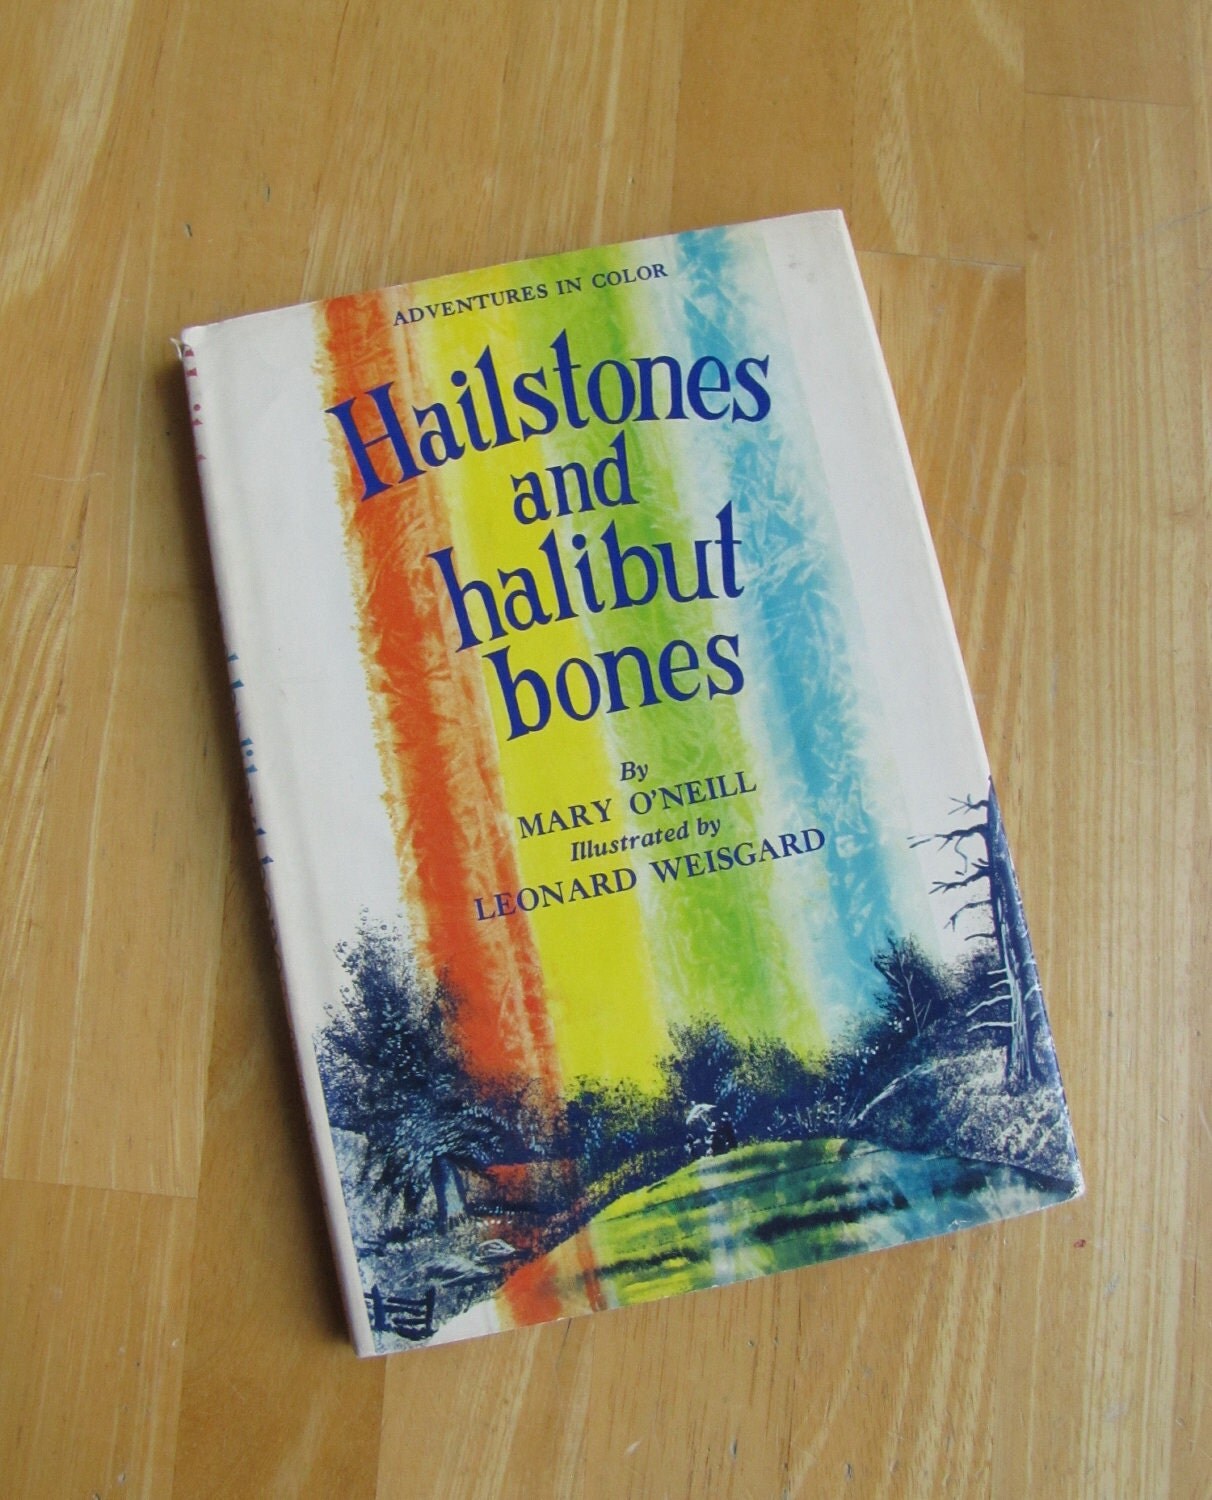 ADVENTURES IN COLOR
Hailstones
and
halibut
bones
By
MARY O'NEILL
Illustrated by
LEONARD WEISGARD